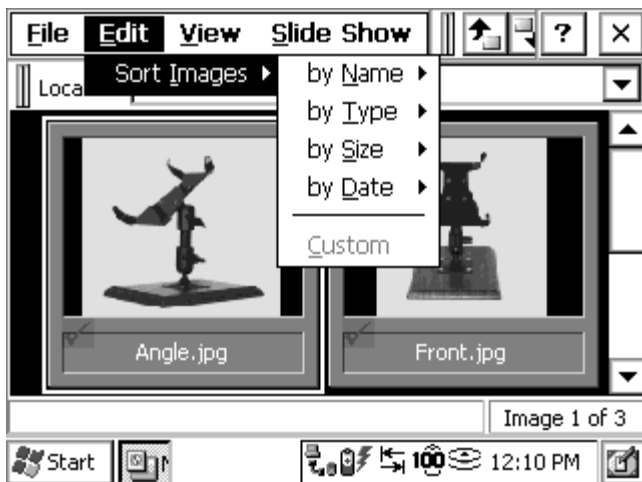 File Edit View Slide Show ? ×
Sort Images
by Name
by Type
by Size
by Date
Custom
Loca
Angle.jpg
Front.jpg
Image 1 of 3
Start
100
12:10 PM